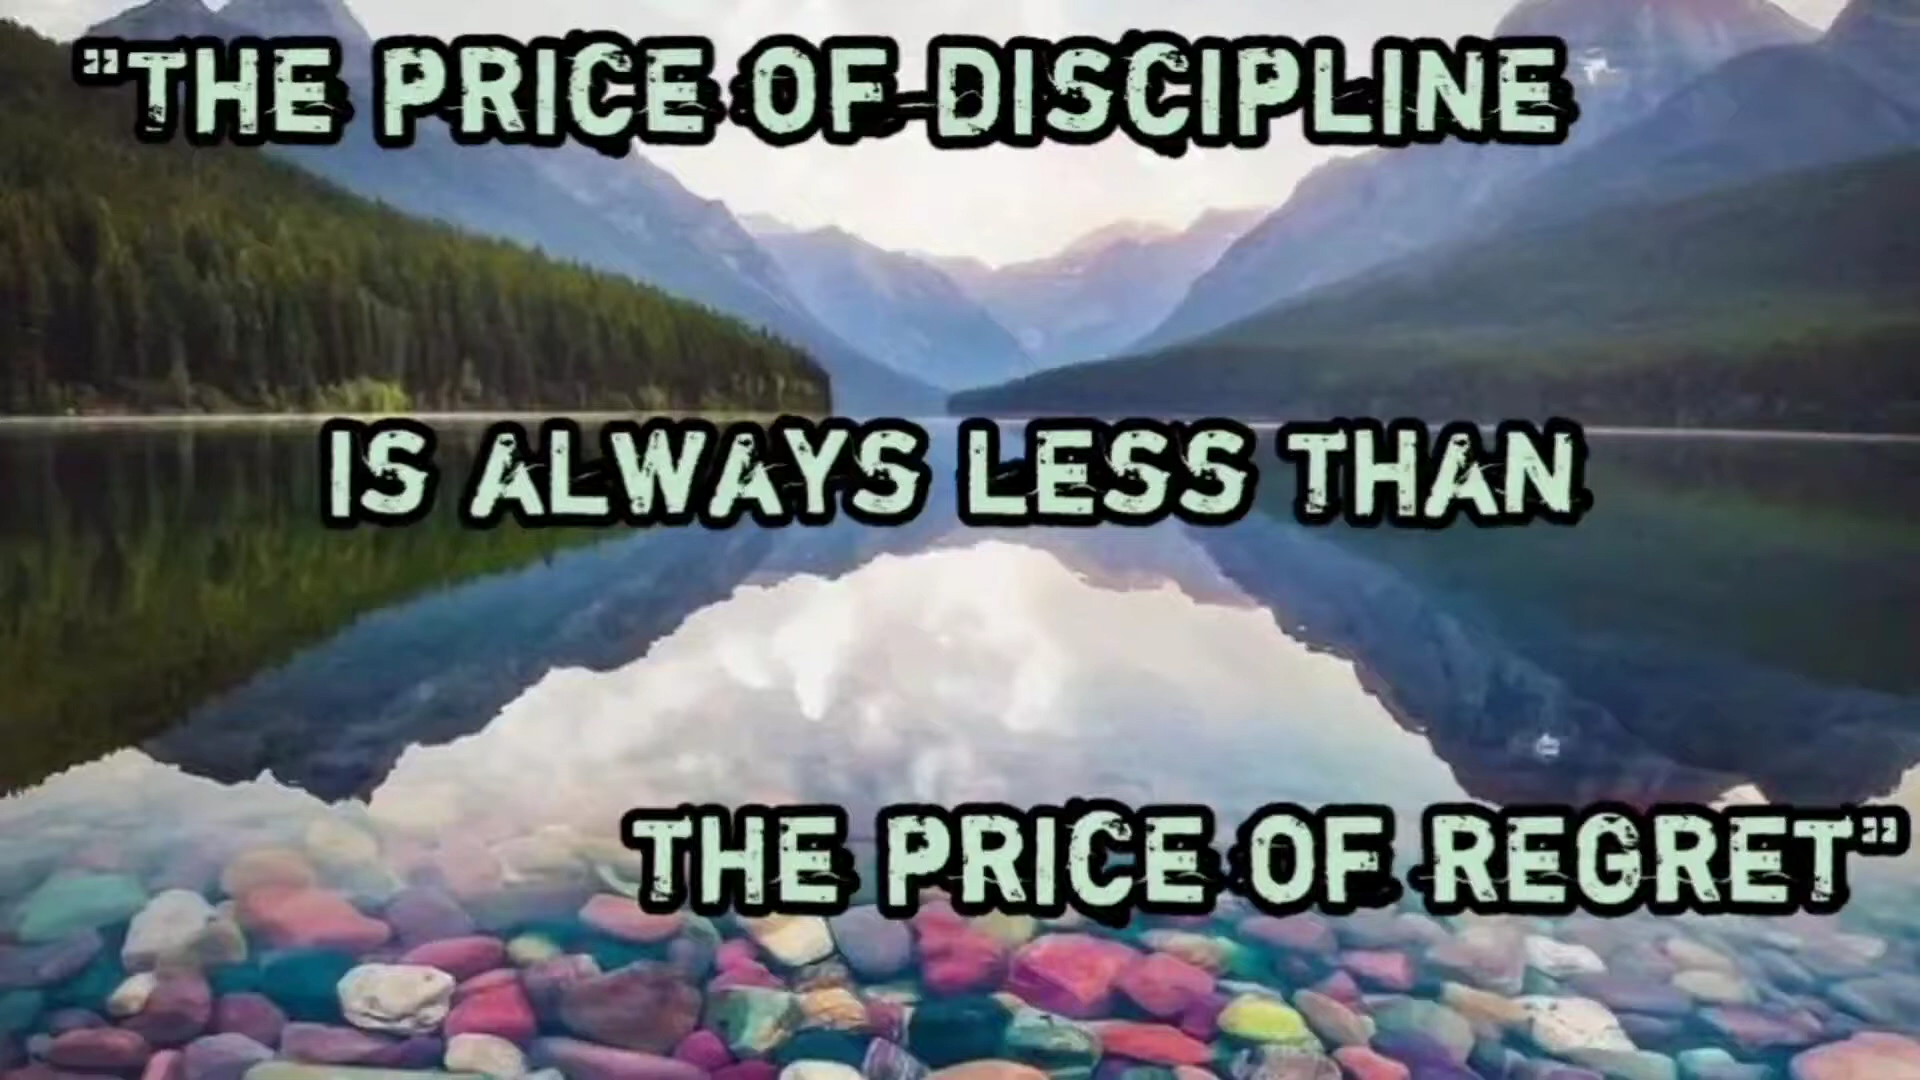 "THE PRICE OF DISCIPLINE
IS ALWAYS LESS THAN
THE PRICE OF REGRET"